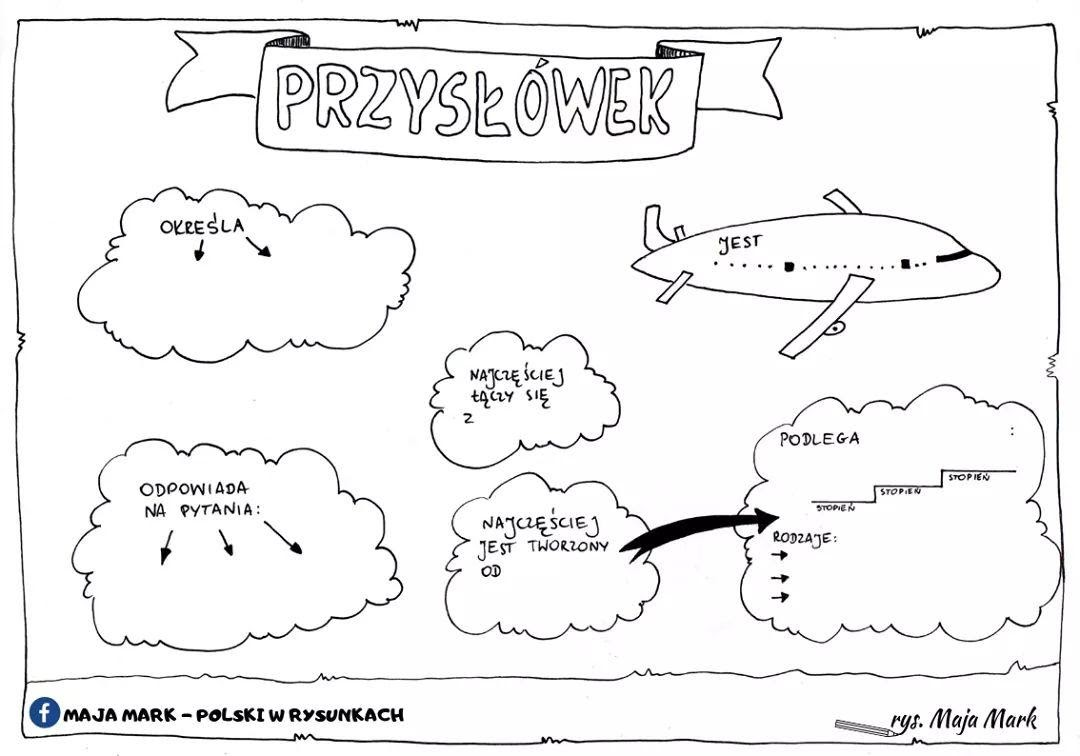 PRZYSŁÓWEK
OKREŚLA
JEST
NAJCZĘŚCIEJ
ŁĄCZY SIĘ
Z
ODPOWIADA
NA PYTANIA:
NAJCZĘŚCIEJ
JEST TWORZONY
OD
PODLEGA :
STOPIEŃ
STOPIEŃ
STOPIEŃ
RODZAJE:
f MAJA MARK – POLSKI W RYSUNKACH
rys. Maja Mark